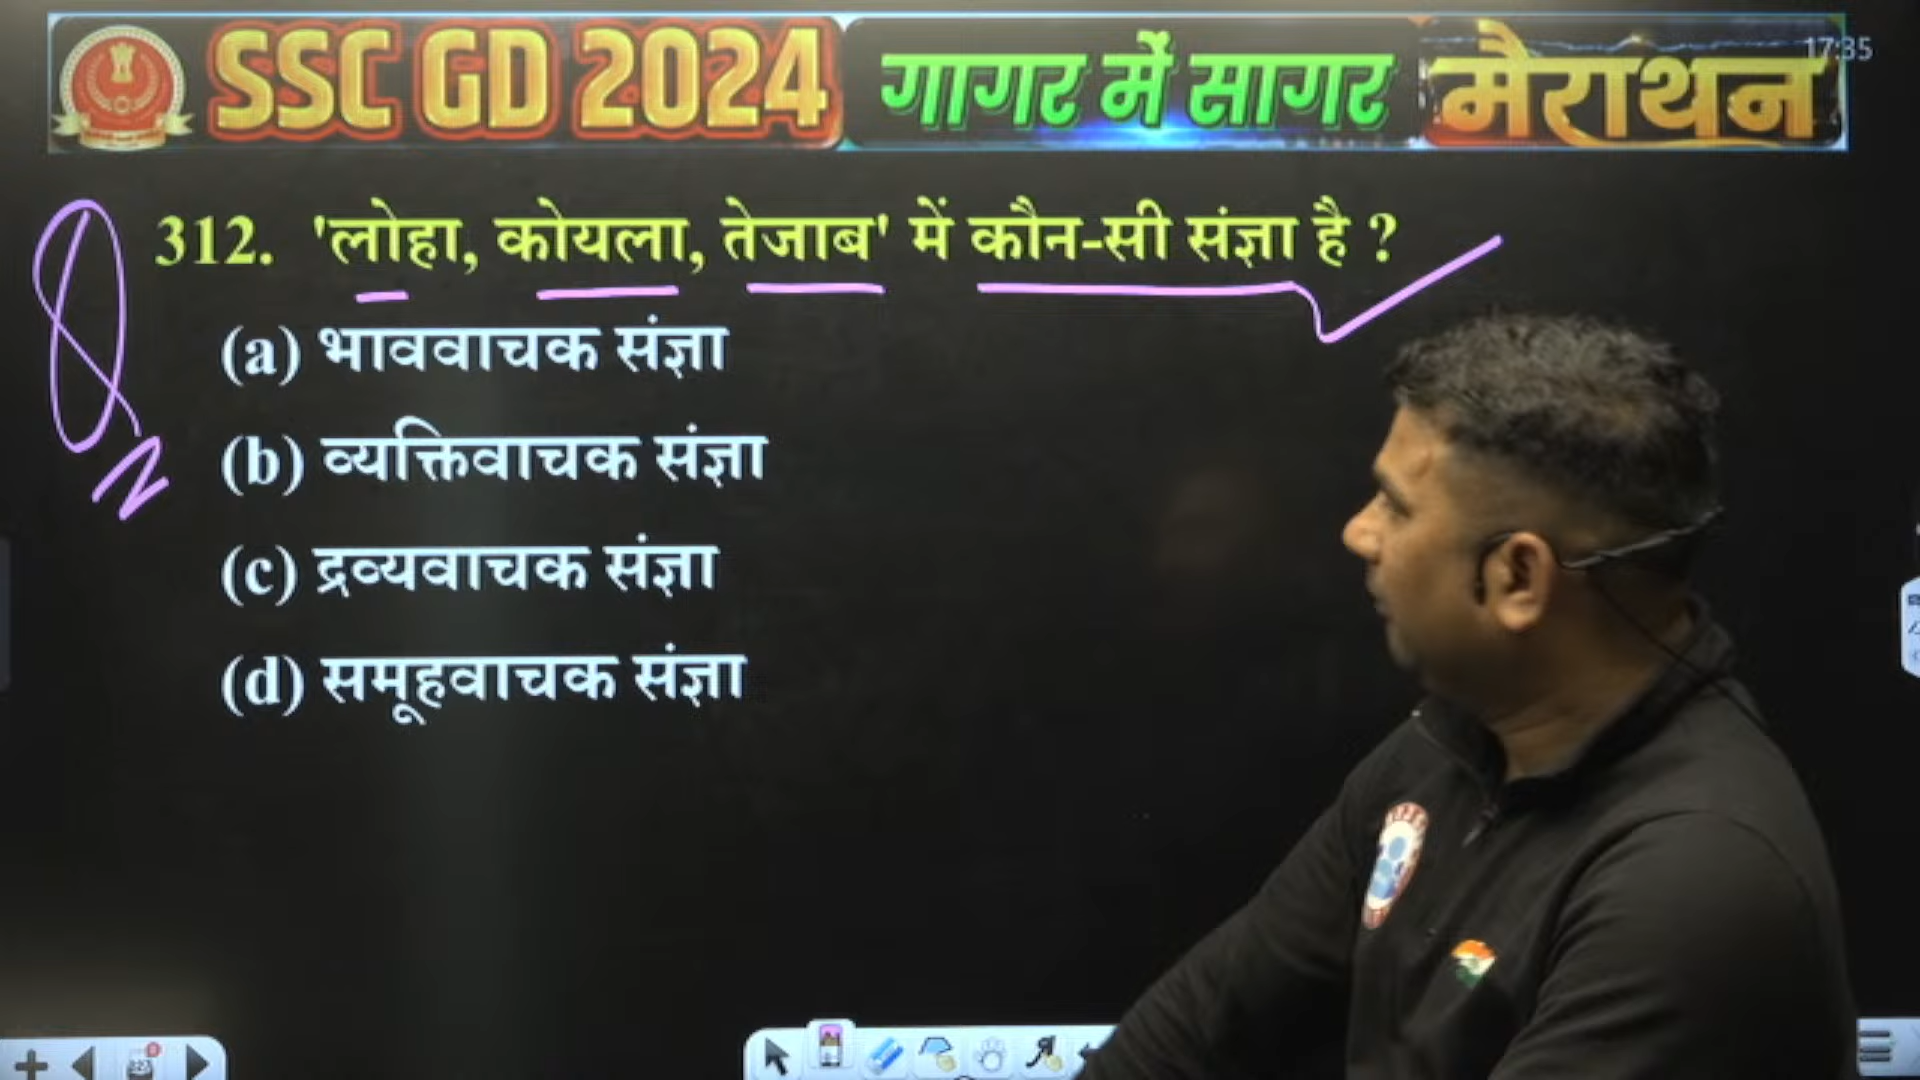 SSC GD 2024 गागर में सागर मैराथन 17:35
312. 'लोहा, कोयला, तेजाब' में कौन-सी संज्ञा है ?
(a) भाववाचक संज्ञा
(b) व्यक्तिवाचक संज्ञा
(c) द्रव्यवाचक संज्ञा
(d) समूहवाचक संज्ञा